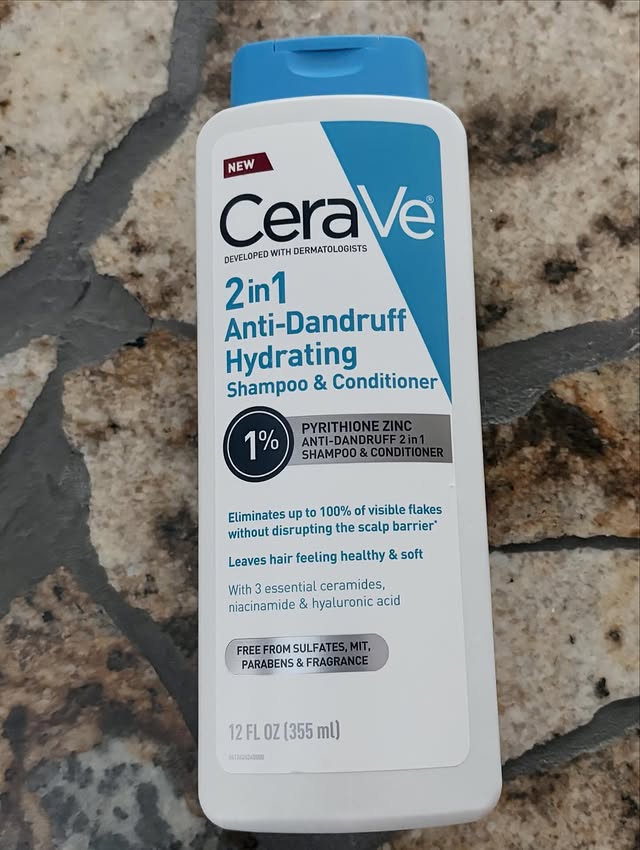 NEW
CeraVe®
DEVELOPED WITH DERMATOLOGISTS
2in1
Anti-Dandruff
Hydrating
Shampoo & Conditioner
1%
PYRITHIONE ZINC
ANTI-DANDRUFF 2 in 1
SHAMPOO & CONDITIONER
Eliminates up to 100% of visible flakes
without disrupting the scalp barrier*
Leaves hair feeling healthy & soft
With 3 essential ceramides,
niacinamide & hyaluronic acid
FREE FROM SULFATES, MIT,
PARABENS & FRAGRANCE
12 FL OZ (355 ml)